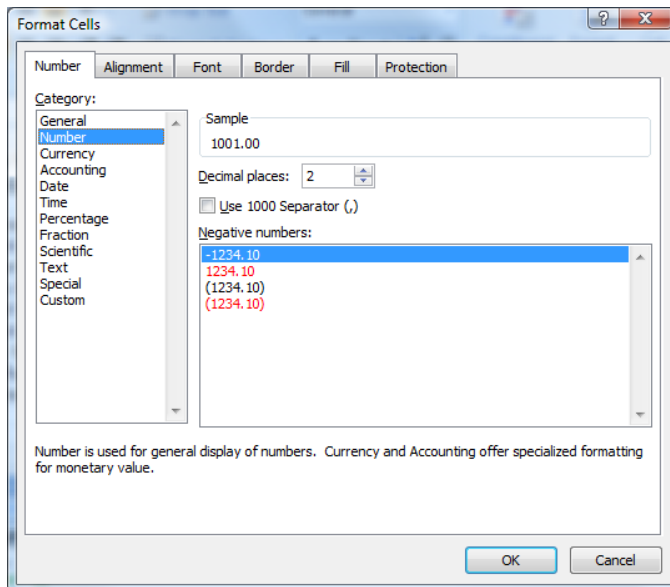 Format Cells
?
X
Number Alignment Font Border Fill Protection
Category:
General
Number
Currency
Accounting
Date
Time
Percentage
Fraction
Scientific
Text
Special
Custom
Sample
1001.00
Decimal places: 2
Use 1000 Separator (,)
Negative numbers:
-1234.10
1234.10
(1234.10)
(1234.10)
Number is used for general display of numbers. Currency and Accounting offer specialized formatting
for monetary value.
OK Cancel